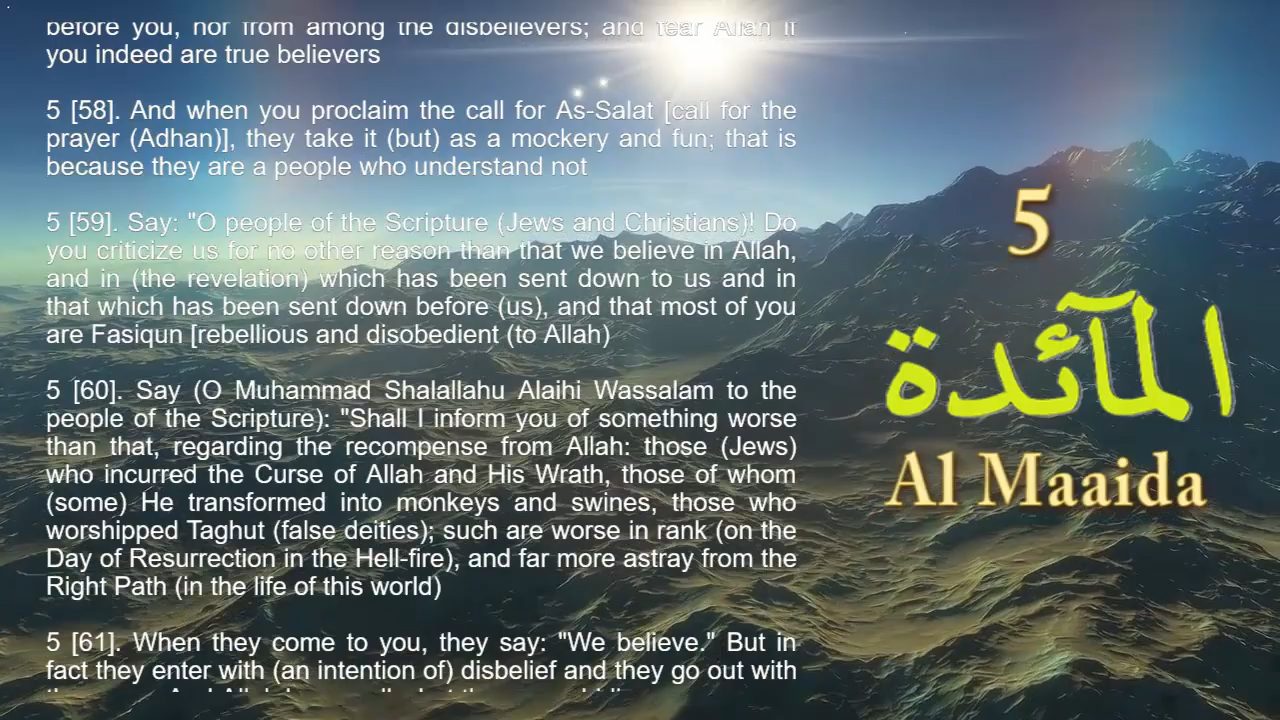 before you, nor from among the disbelievers; and fear Allah if
you indeed are true believers
5 [58]. And when you proclaim the call for As-Salat [call for the
prayer (Adhan)], they take it (but) as a mockery and fun; that is
because they are a people who understand not
5 [59]. Say: "O people of the Scripture (Jews and Christians)! Do
you criticize us for no other reason than that we believe in Allah,
and in (the revelation) which has been sent down to us and in
that which has been sent down before (us), and that most of you
are Fasiqun [rebellious and disobedient (to Allah)
5 [60]. Say (O Muhammad Shalallahu Alaihi Wassalam to the
people of the Scripture): "Shall I inform you of something worse
than that, regarding the recompense from Allah: those (Jews)
who incurred the Curse of Allah and His Wrath, those of whom
(some) He transformed into monkeys and swines, those who
worshipped Taghut (false deities); such are worse in rank (on the
Day of Resurrection in the Hell-fire), and far more astray from the
Right Path (in the life of this world)
5 [61]. When they come to you, they say: "We believe." But in
fact they enter with (an intention of) disbelief and they go out with
5
المآئدة
Al Maaida